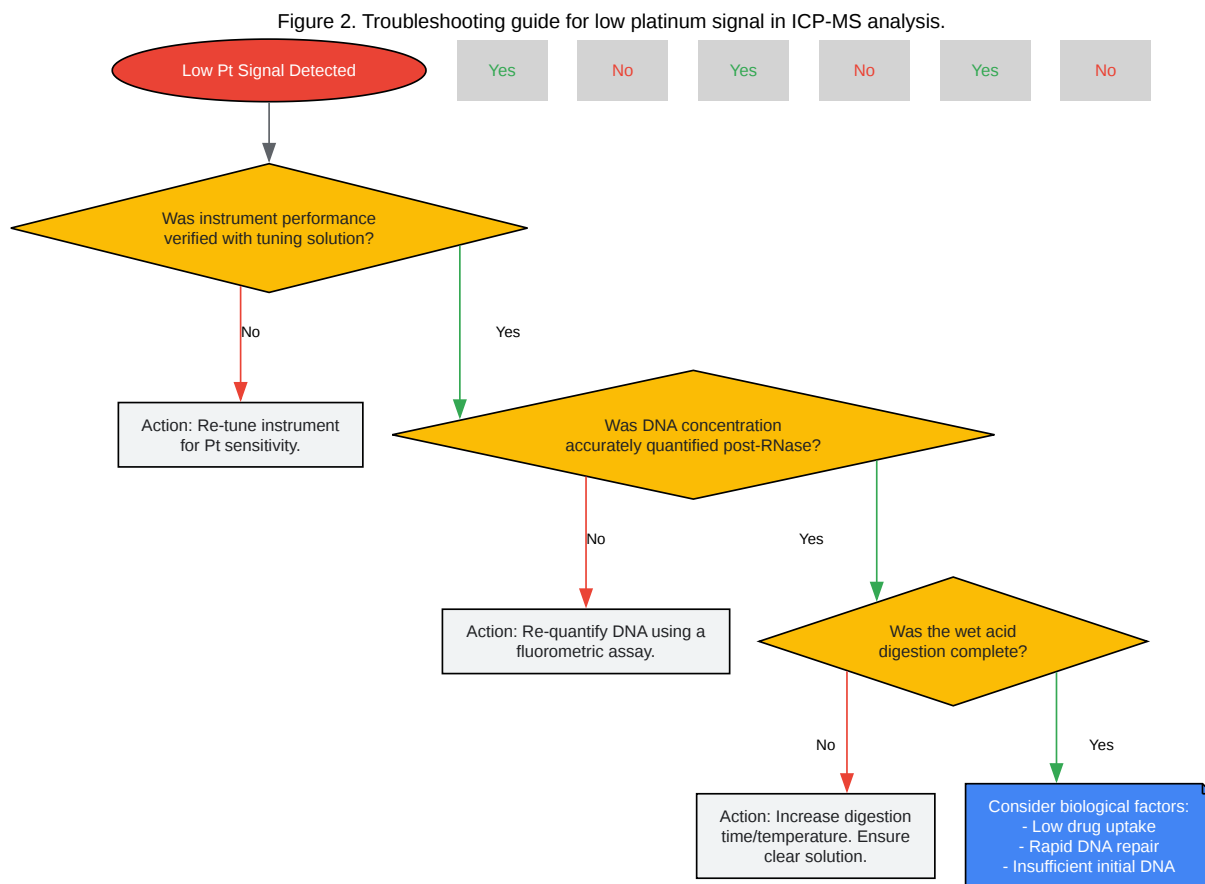 Figure 2. Troubleshooting guide for low platinum signal in ICP-MS analysis.
Low Pt Signal Detected
Yes
No
Yes
No
Yes
No
Was instrument performance
verified with tuning solution?
No
Yes
Action: Re-tune instrument
for Pt sensitivity.
Was DNA concentration
accurately quantified post-RNase?
No
Yes
Action: Re-quantify DNA using a
fluorometric assay.
Was the wet acid
digestion complete?
No
Yes
Action: Increase digestion
time/temperature. Ensure
clear solution.
Consider biological factors:
- Low drug uptake
- Rapid DNA repair
- Insufficient initial DNA